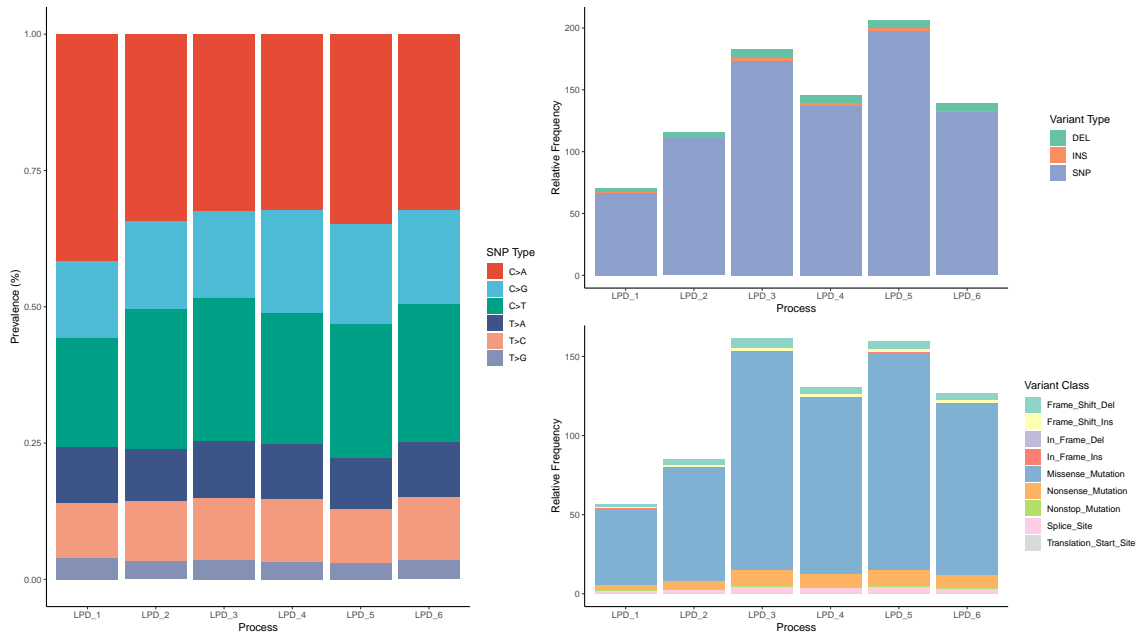 1.00
0.75
0.50
0.25
0.00
Prevalence (%)
LPD_1
LPD_2
LPD_3
LPD_4
LPD_5
LPD_6
Process
SNP Type
C>A
C>G
C>T
T>A
T>C
T>G
200
150
100
50
0
Relative Frequency
LPD_1
LPD_2
LPD_3
LPD_4
LPD_5
LPD_6
Process
Variant Type
DEL
INS
SNP
150
100
50
0
Relative Frequency
LPD_1
LPD_2
LPD_3
LPD_4
LPD_5
LPD_6
Process
Variant Class
Frame_Shift_Del
Frame_Shift_Ins
In_Frame_Del
In_Frame_Ins
Missense_Mutation
Nonsense_Mutation
Nonstop_Mutation
Splice_Site
Translation_Start_Site